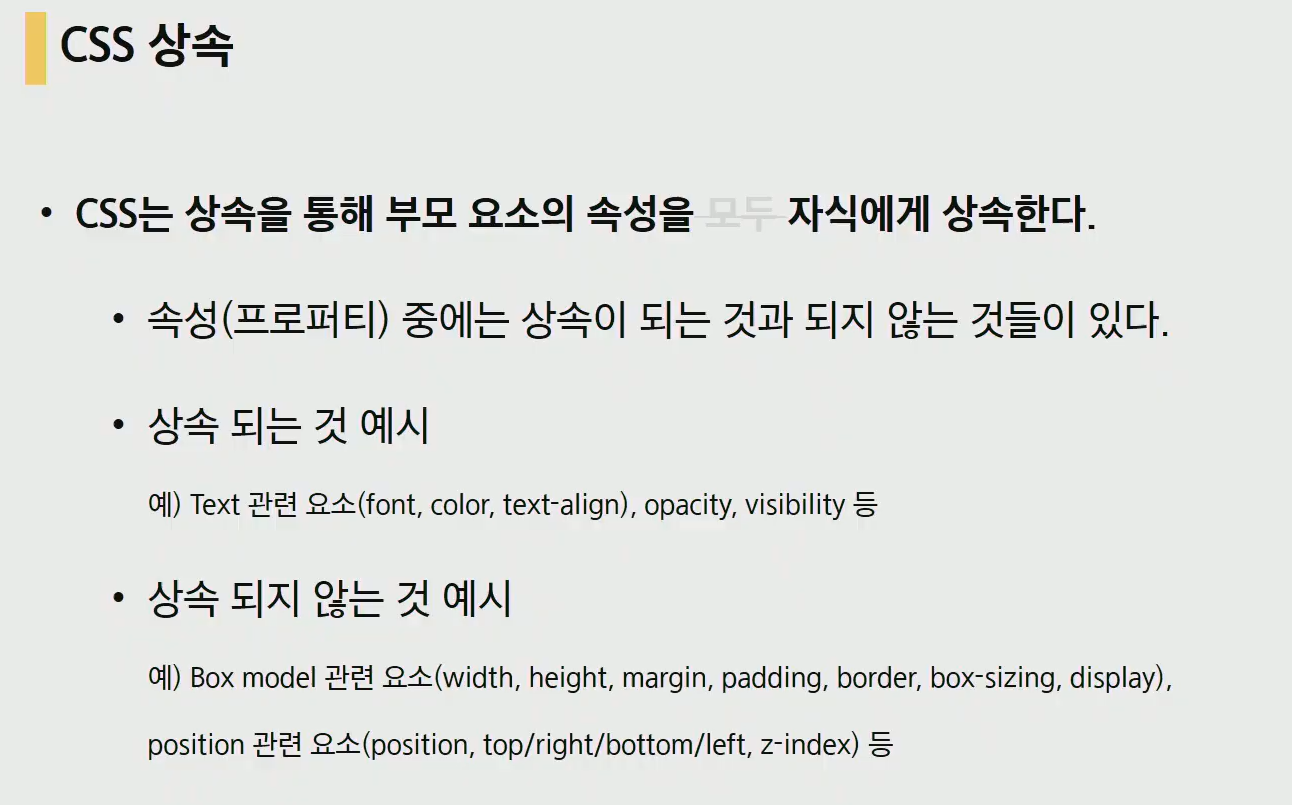 CSS 상속
• CSS는 상속을 통해 부모 요소의 속성을 모두 자식에게 상속한다.
• 속성(프로퍼티) 중에는 상속이 되는 것과 되지 않는 것들이 있다.
• 상속 되는 것 예시
예) Text 관련 요소(font, color, text-align), opacity, visibility 등
• 상속 되지 않는 것 예시
예) Box model 관련 요소(width, height, margin, padding, border, box-sizing, display),
position 관련 요소(position, top/right/bottom/left, z-index) 등